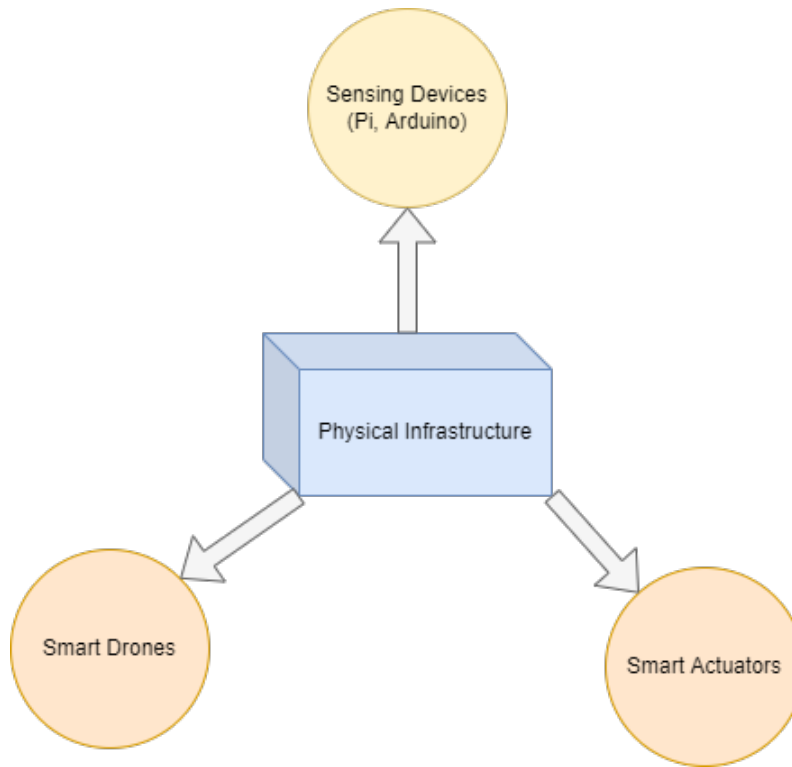 Sensing Devices
(Pi, Arduino)
Physical Infrastructure
Smart Drones
Smart Actuators